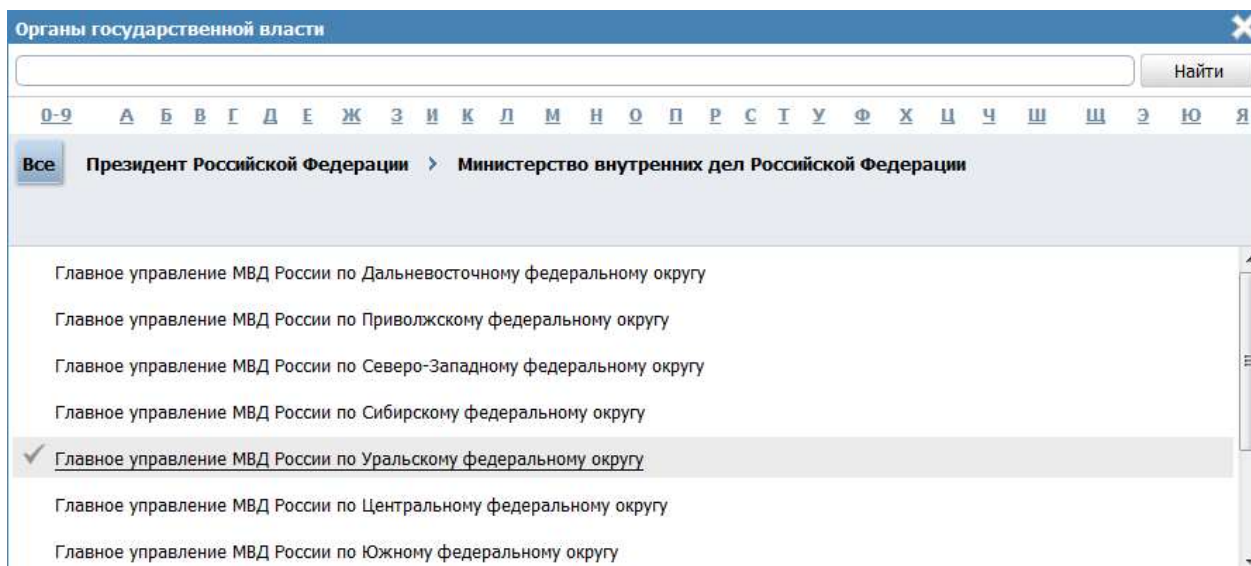 Органы государственной власти
Найти
0-9 А Б В Г Д Е Ж З И К Л М Н О П Р С Т У Ф Х Ц Ч Ш Щ Э Ю Я
Все Президент Российской Федерации > Министерство внутренних дел Российской Федерации
Главное управление МВД России по Дальневосточному федеральному округу
Главное управление МВД России по Приволжскому федеральному округу
Главное управление МВД России по Северо-Западному федеральному округу
Главное управление МВД России по Сибирскому федеральному округу
Главное управление МВД России по Уральскому федеральному округу
Главное управление МВД России по Центральному федеральному округу
Главное управление МВД России по Южному федеральному округу